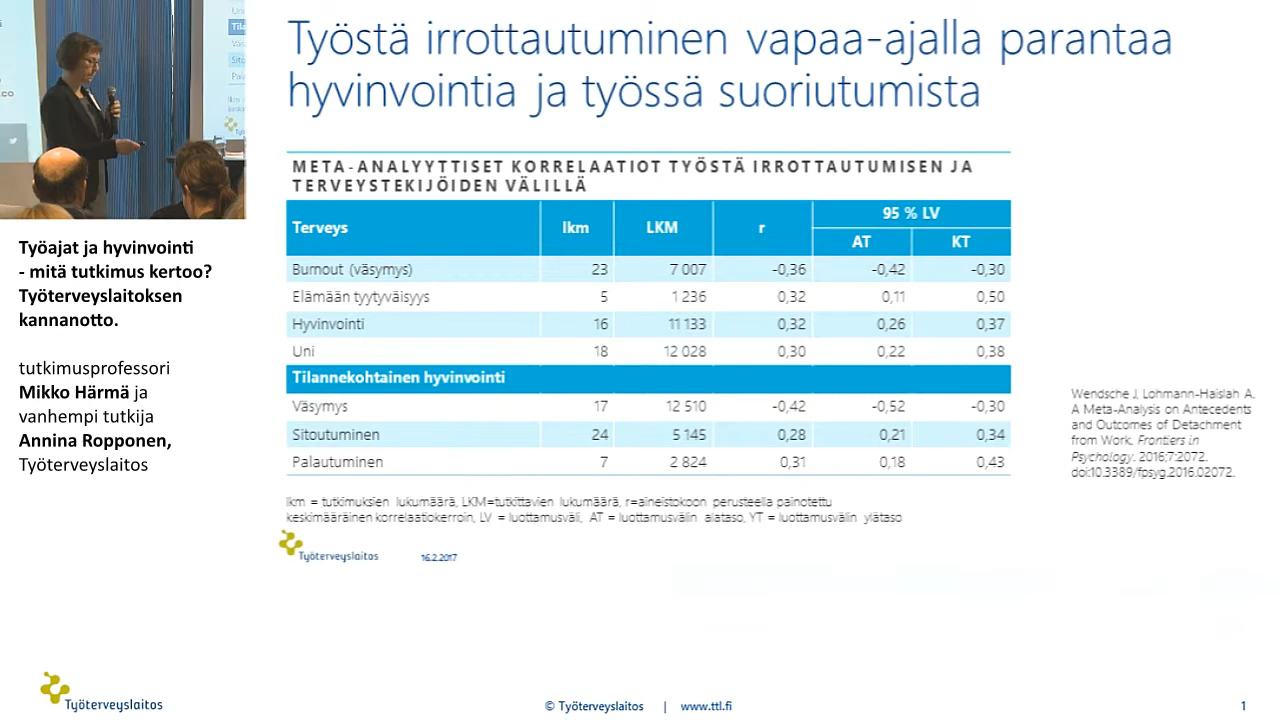 Työstä irrottautuminen vapaa-ajalla parantaa
hyvinvointia ja työssä suoriutumista
META-ANALYYTTISET KORRELAATIOT TYÖSTÄ IRROTTAUTUMISEN JA
TERVEYSTEKIJÖIDEN VÄLILLÄ
Terveys lkm LKM r 95 % LV
AT KT
Burnout (väsymys) 23 7 007 -0,36 -0,42 -0,30
Elämään tyytyväisyys 5 1 236 0,32 0,11 0,50
Hyvinvointi 16 11 133 0,32 0,26 0,37
Uni 18 12 028 0,30 0,22 0,38
Tilannekohtainen hyvinvointi
Väsymys 17 12 510 -0,42 -0,52 -0,30
Sitoutuminen 24 5 145 0,28 0,21 0,34
Palautuminen 7 2 824 0,31 0,18 0,43
lkm = tutkimuksien lukumäärä, LKM=tutkittavien lukumäärä, r=aineistokoon perusteella painotettu
keskimääräinen korrelaatiokerroin, LV = luottamusväli, AT = luottamusvälin alataso, YT = luottamusvälin ylätaso
Työterveyslaitos 16.2.2017
Wendsche J, Lohmann-Haislah A.
A Meta-Analysis on Antecedents
and Outcomes of Detachment
from Work. Frontiers in
Psychology. 2016;7:2072.
doi:10.3389/fpsyg.2016.02072.
Työajat ja hyvinvointi
- mitä tutkimus kertoo?
Työterveyslaitoksen
kannanotto.
tutkimusprofessori
Mikko Härmä ja
vanhempi tutkija
Annina Ropponen,
Työterveyslaitos
Työterveyslaitos
© Työterveyslaitos | www.ttl.fi
1